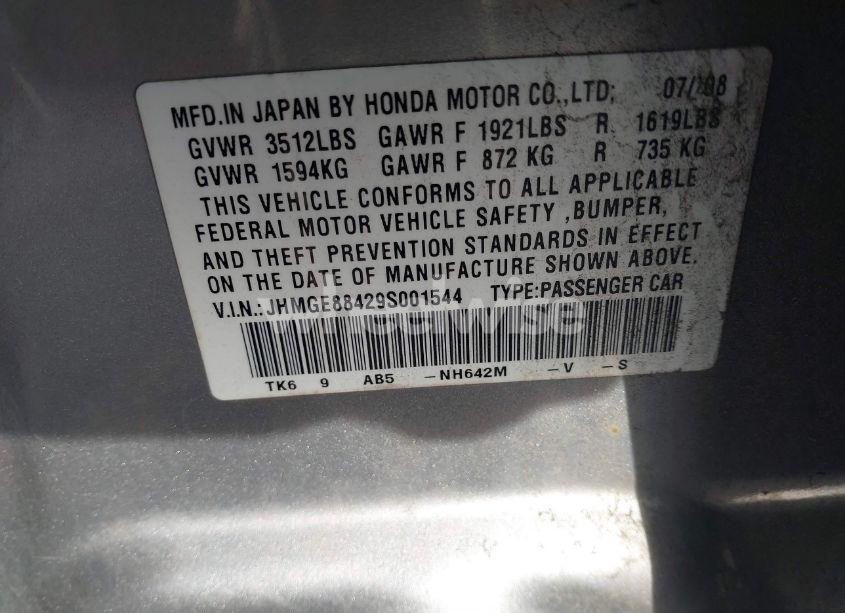 MFD.IN JAPAN BY HONDA MOTOR CO.,LTD; 07/'08
GVWR 3512LBS GAWR F 1921LBS R 1619LBS
GVWR 1594KG GAWR F 872 KG R 735 KG
THIS VEHICLE CONFORMS TO ALL APPLICABLE
FEDERAL MOTOR VEHICLE SAFETY ,BUMPER,
AND THEFT PREVENTION STANDARDS IN EFFECT
ON THE DATE OF MANUFACTURE SHOWN ABOVE.
V.I.N.:JHMGE88429S001544 TYPE:PASSENGER CAR
wheelwise
TK6 9 AB5 -NH642M -V -S